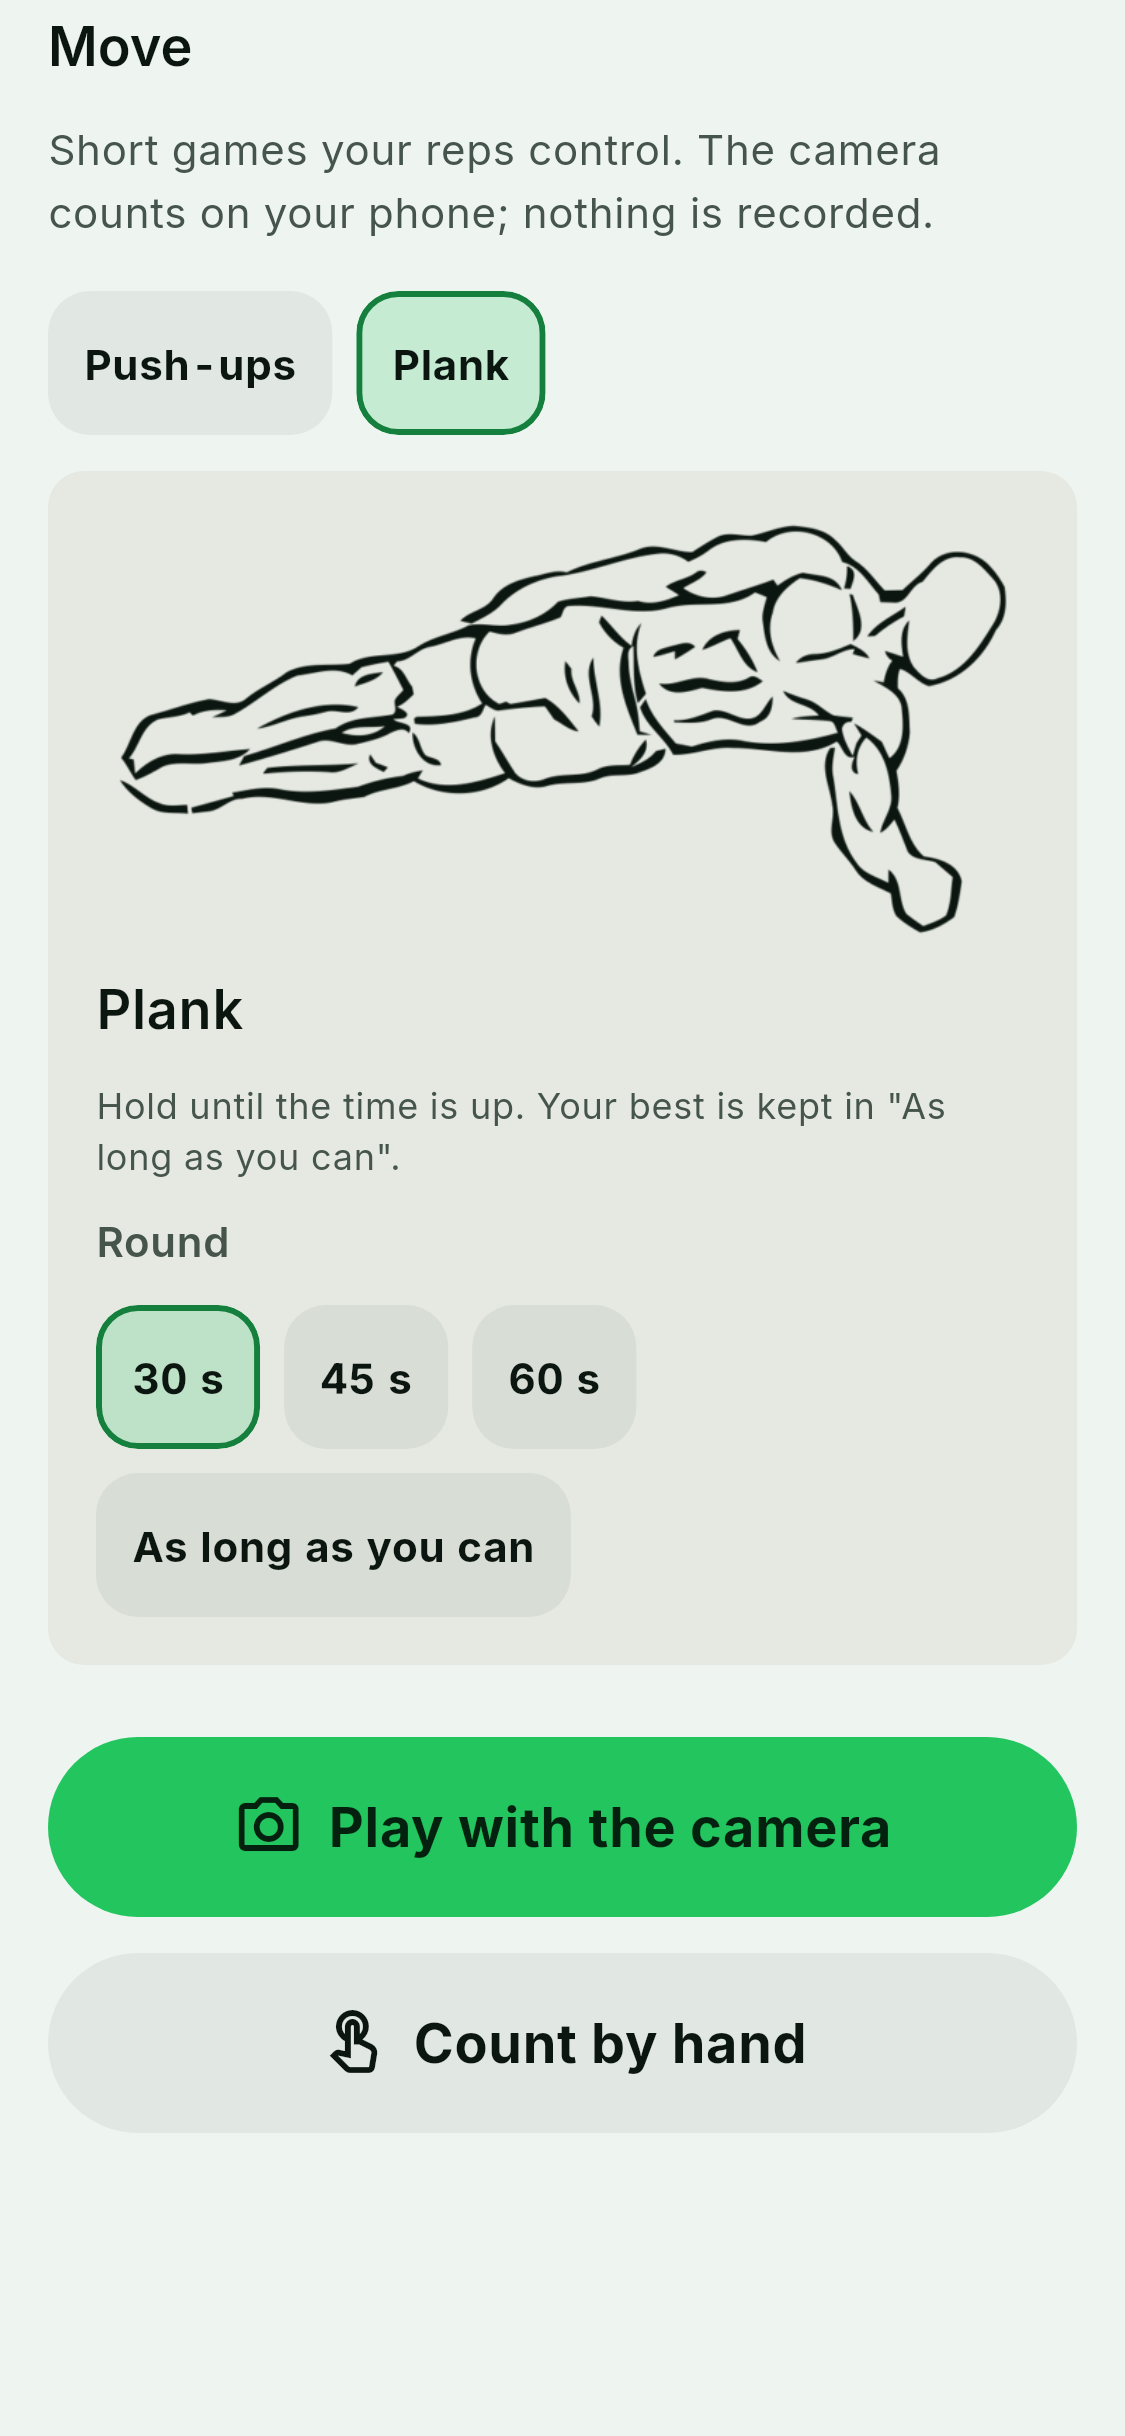 Move
Short games your reps control. The camera
counts on your phone; nothing is recorded.
Push-ups
Plank
Plank
Hold until the time is up. Your best is kept in "As
long as you can".
Round
30 s
45 s
60 s
As long as you can
Play with the camera
Count by hand